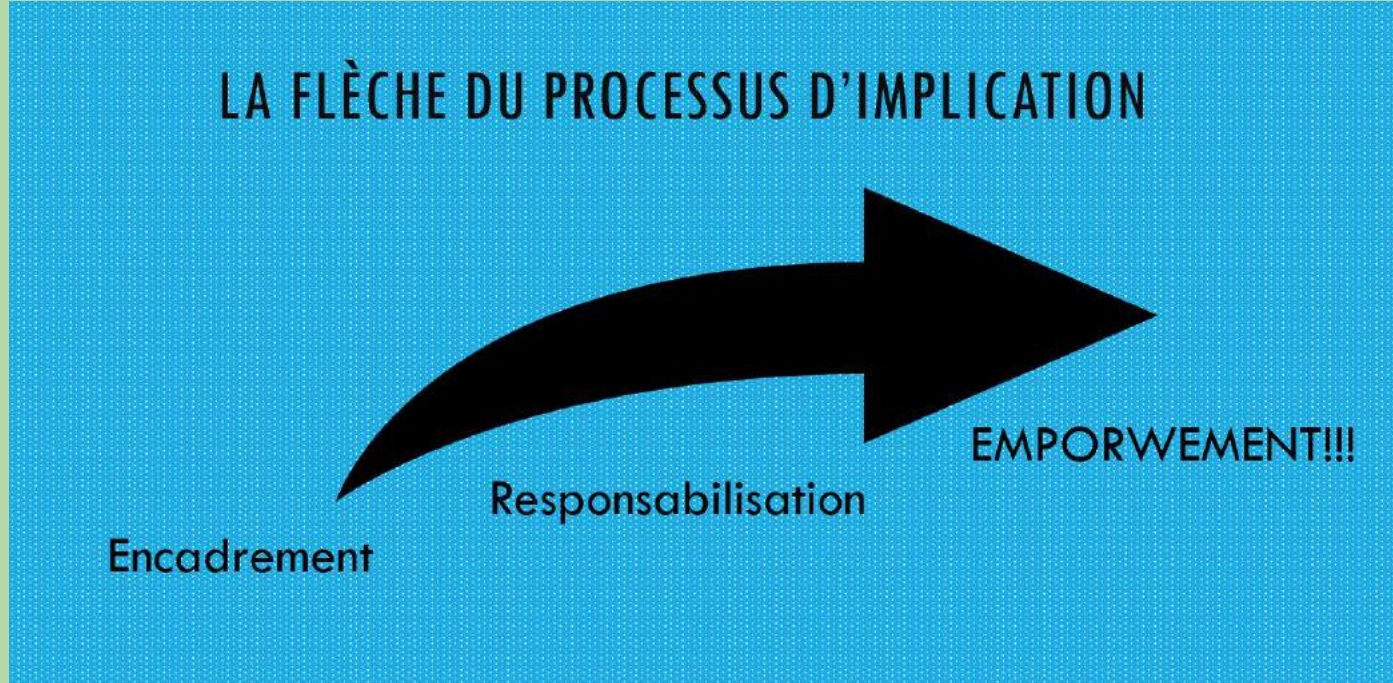 LA FLÈCHE DU PROCESSUS D’IMPLICATION
EMPORWEMENT!!!
Responsabilisation
Encadrement